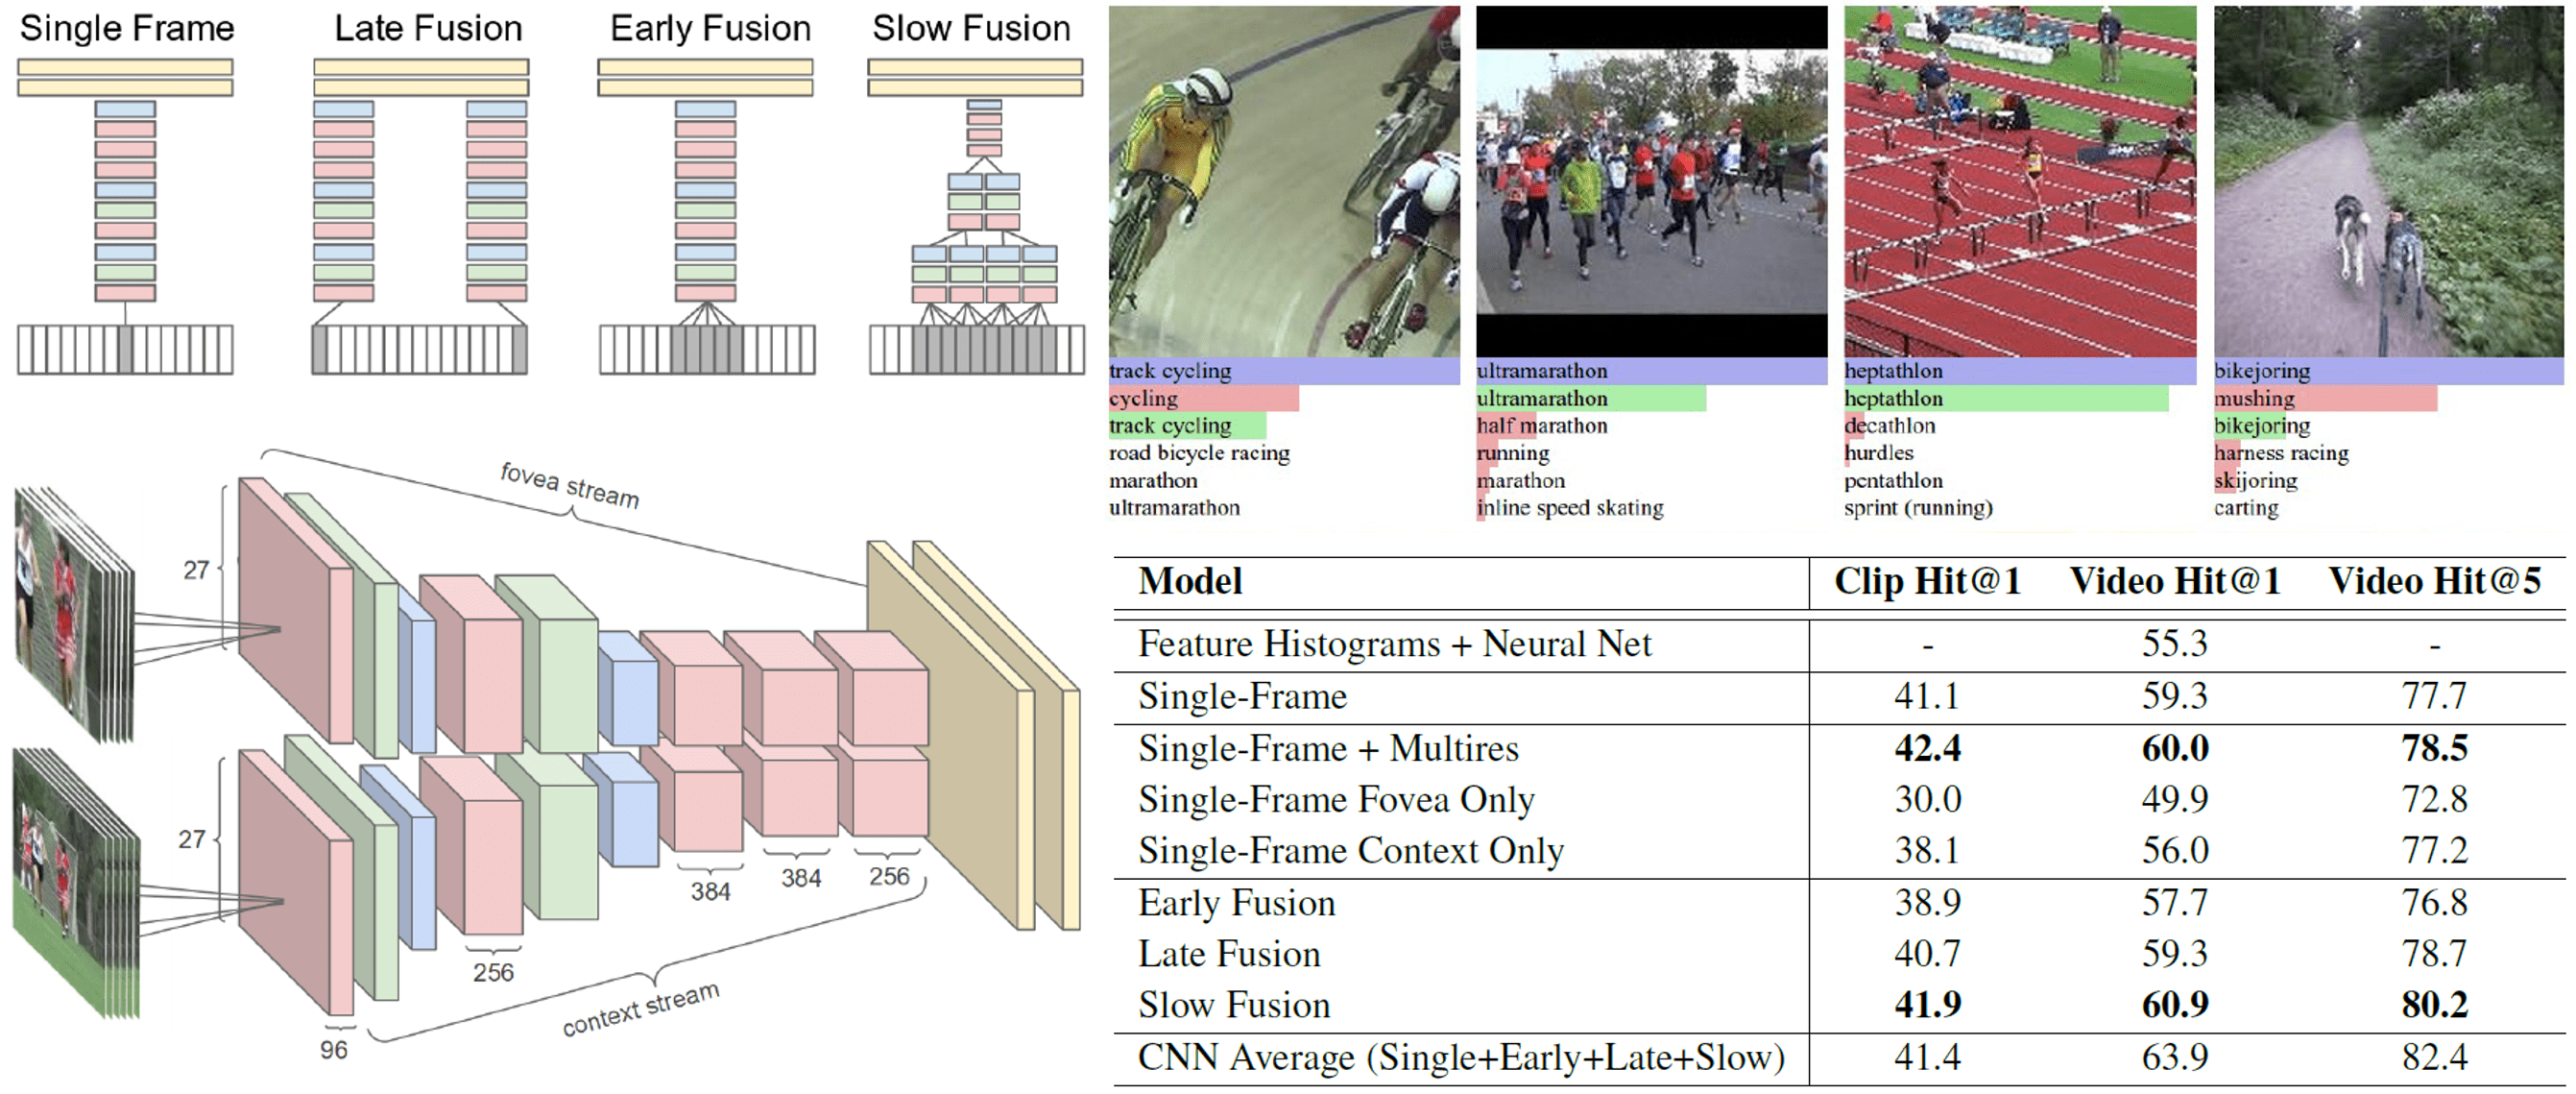 Single Frame
Late Fusion
Early Fusion
Slow Fusion
track cycling
cycling
track cycling
road bicycle racing
marathon
ultramarathon
ultramarathon
ultramarathon
half marathon
running
marathon
inline speed skating
heptathlon
heptathlon
decathlon
hurdles
pentathlon
sprint (running)
bikejoring
mushing
bikejoring
harness racing
skijoring
carting
fovea stream
27
27
384
384
256
256
96
context stream
Model Clip Hit@1 Video Hit@1 Video Hit@5
Feature Histograms + Neural Net - 55.3 -
Single-Frame 41.1 59.3 77.7
Single-Frame + Multires 42.4 60.0 78.5
Single-Frame Fovea Only 30.0 49.9 72.8
Single-Frame Context Only 38.1 56.0 77.2
Early Fusion 38.9 57.7 76.8
Late Fusion 40.7 59.3 78.7
Slow Fusion 41.9 60.9 80.2
CNN Average (Single+Early+Late+Slow) 41.4 63.9 82.4